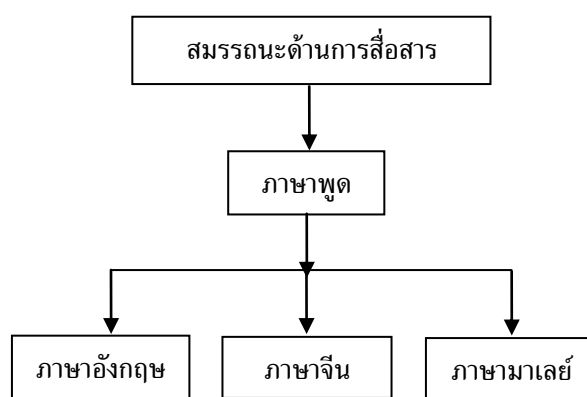 สมรรถนะด้านการสื่อสาร
ภาษาพูด
ภาษาอังกฤษ
ภาษาจีน
ภาษามาเลย์